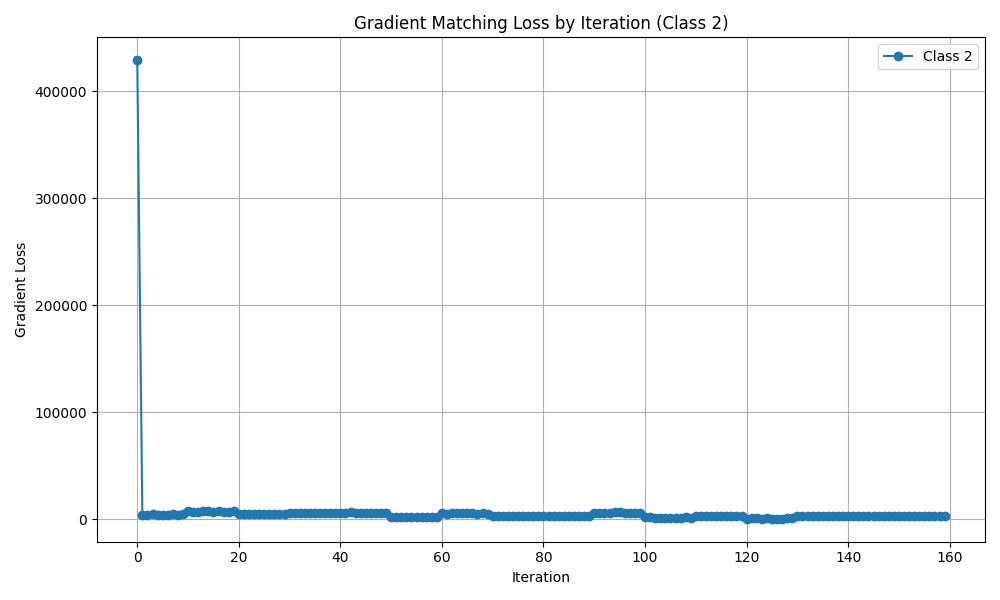 Gradient Matching Loss by Iteration (Class 2)
Class 2
400000
300000
200000
100000
0
Gradient Loss
0 20 40 60 80 100 120 140 160
Iteration